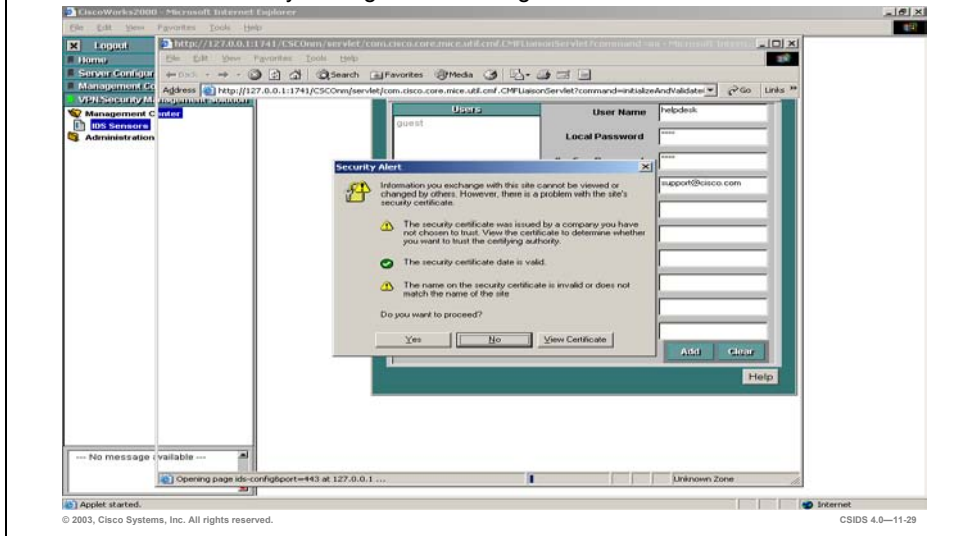 CiscoWorks2000 - Microsoft Internet Explorer
File Edit View Favorites Tools Help
Logout
Home
Server Configur
Management Co
VPN/Security Management Solution
Management Center
IDS Sensors
Administration
--- No message available ---
Applet started.
Internet
Microsoft
File Edit View Favorites Tools Help
Back Search Favorites Media
Address http://127.0.0.1:1741/CSCOnm/servlet/com.cisco.core.mice.util.cmf.CMFLiaisonServlet?command=initializeAndValidate Go Links »
Users
guest
User Name helpdesk
Local Password ****
****
support@cisco.com
Add Clear
Help
Security Alert
Information you exchange with this site cannot be viewed or
changed by others. However, there is a problem with the site's
security certificate.
The security certificate was issued by a company you have
not chosen to trust. View the certificate to determine whether
you want to trust the certifying authority.
The security certificate date is valid.
The name on the security certificate is invalid or does not
match the name of the site
Do you want to proceed?
Yes No View Certificate
Opening page ids-config&port=443 at 127.0.0.1 ...
Unknown Zone
© 2003, Cisco Systems, Inc. All rights reserved.
CSIDS 4.0—11-29